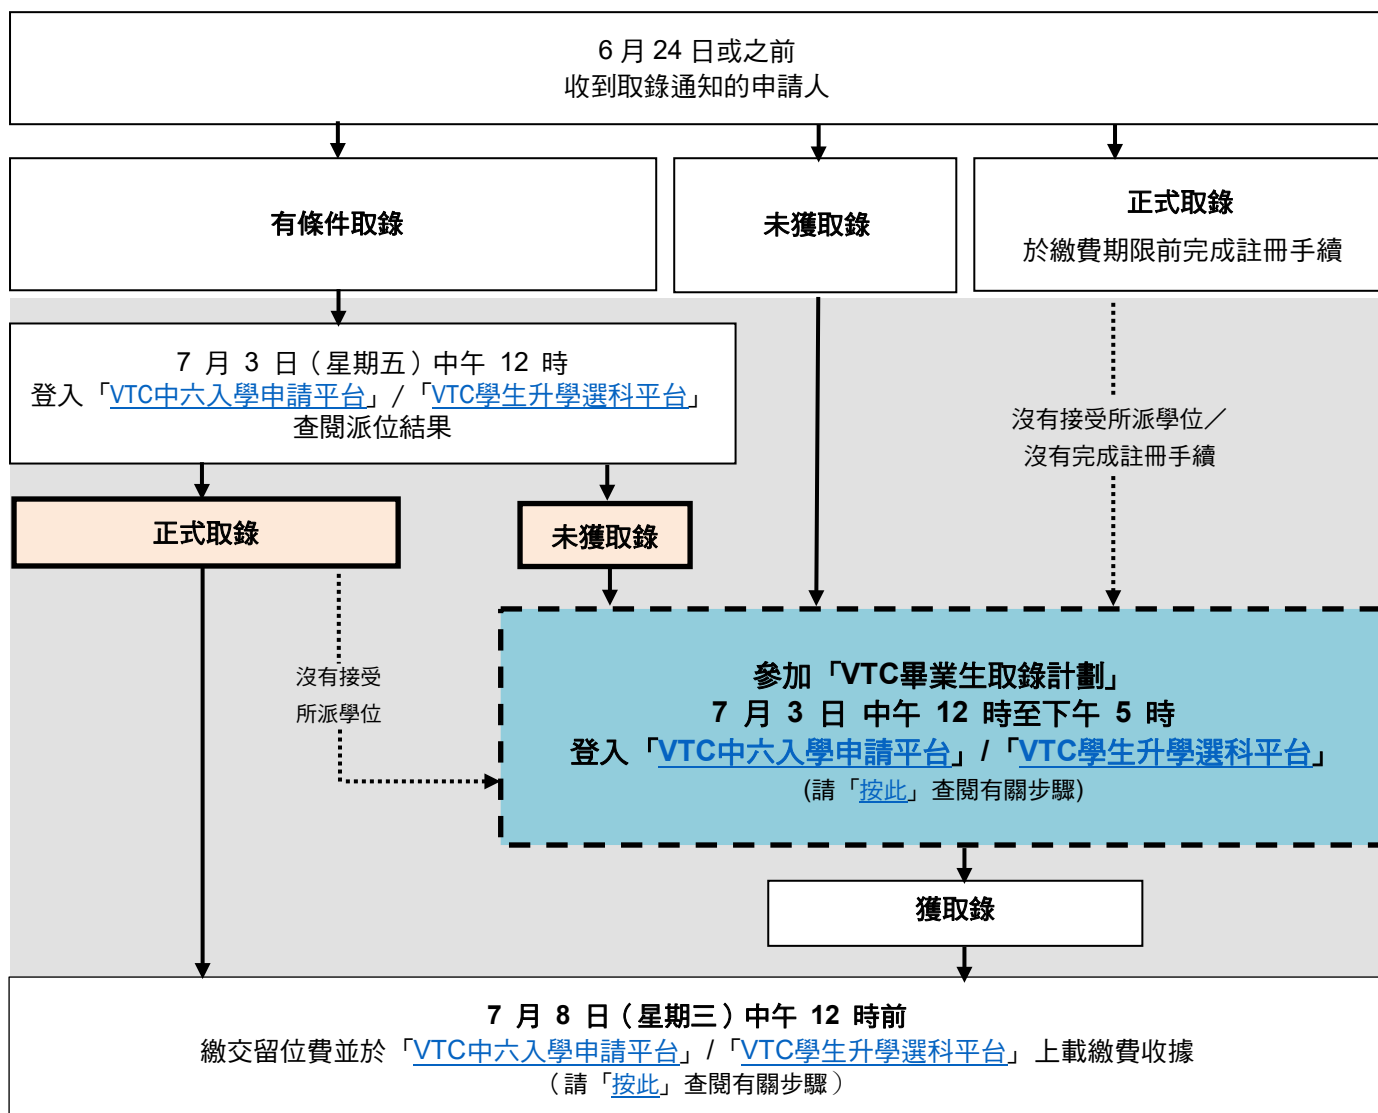 6 月 24 日或之前
收到取錄通知的申請人
有條件取錄
未獲取錄
正式取錄
於繳費期限前完成註冊手續
7 月 3 日（星期五）中午 12 時
登入「VTC中六入學申請平台」/「VTC學生升學選科平台」
查閱派位結果
沒有接受所派學位／
沒有完成註冊手續
正式取錄
未獲取錄
沒有接受
所派學位
參加「VTC畢業生取錄計劃」
7 月 3 日 中午 12 時至下午 5 時
登入「VTC中六入學申請平台」/「VTC學生升學選科平台」
(請「按此」查閱有關步驟)
獲取錄
7 月 8 日（星期三）中午 12 時前
繳交留位費並於「VTC中六入學申請平台」/「VTC學生升學選科平台」上載繳費收據
（請「按此」查閱有關步驟）